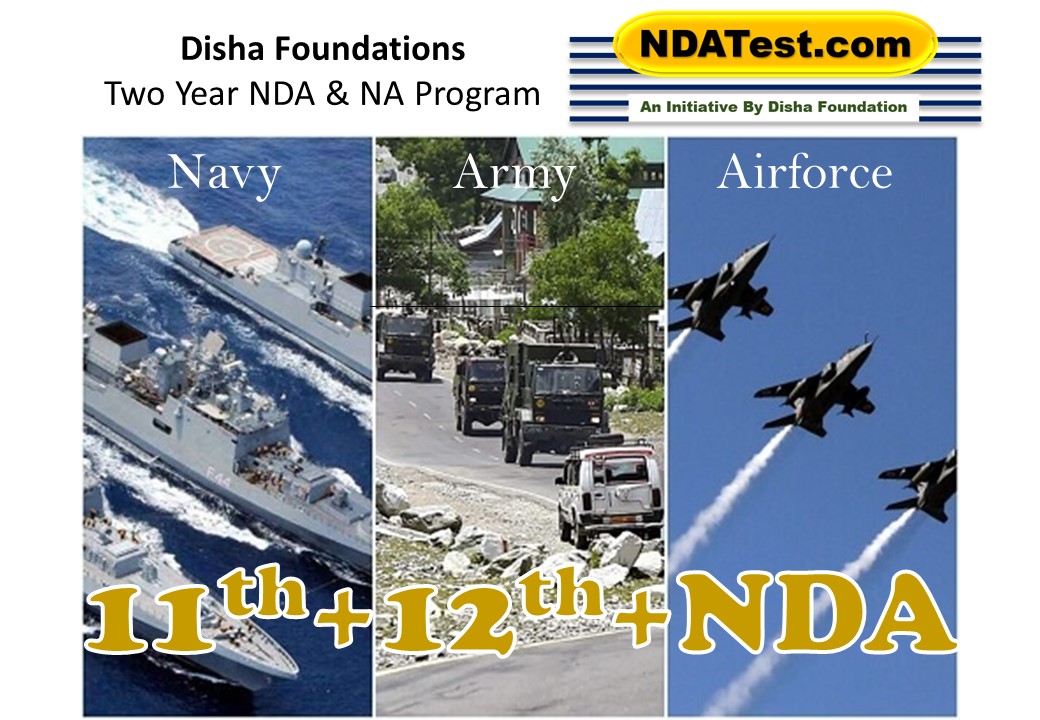 Disha Foundations
Two Year NDA & NA Program
NDATest.com
An Initiative By Disha Foundation
Navy
Army
Airforce
F44
11th+12th+NDA